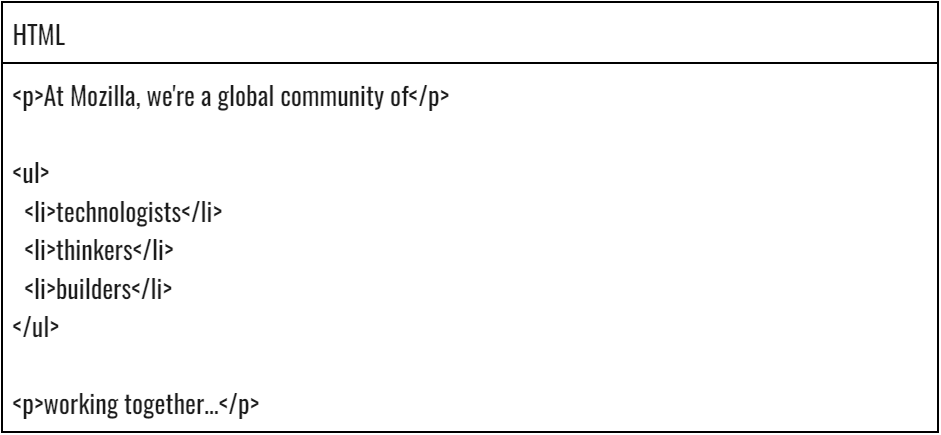 HTML
<p>At Mozilla, we're a global community of</p>
<ul>
<li>technologists</li>
<li>thinkers</li>
<li>builders</li>
</ul>
<p>working together...</p>